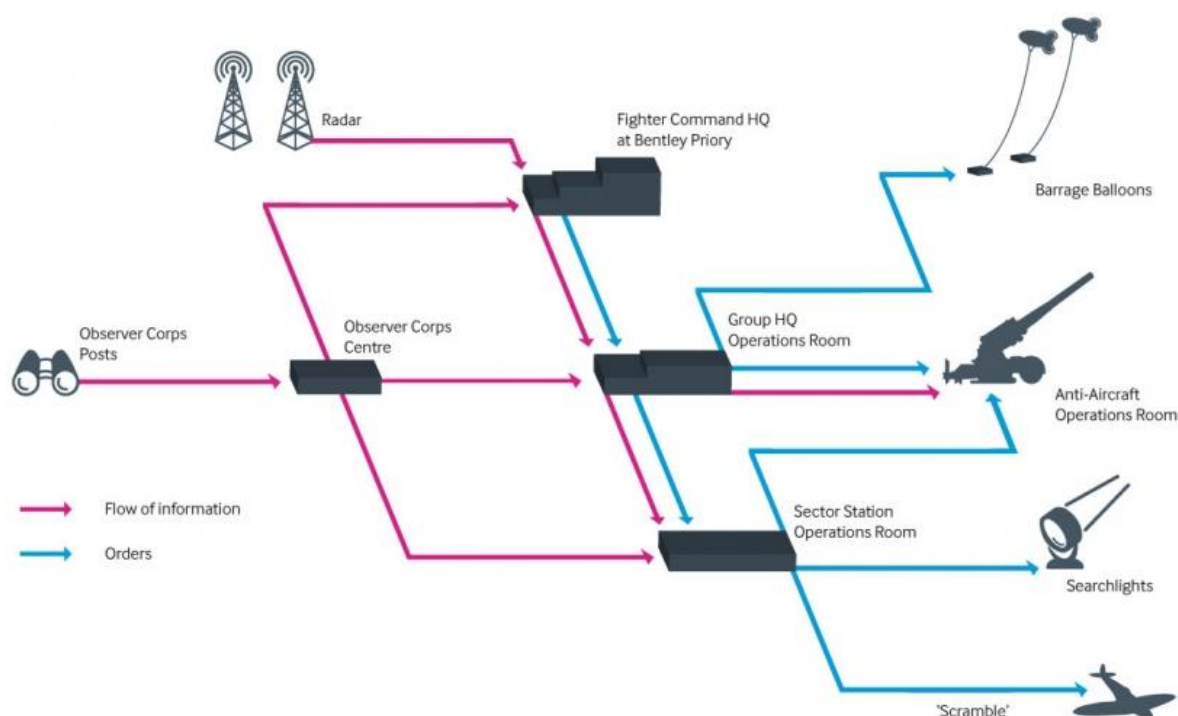 Radar
Fighter Command HQ
at Bentley Priory
Barrage Balloons
Observer Corps
Posts
Observer Corps
Centre
Group HQ
Operations Room
Anti-Aircraft
Operations Room
Flow of information
Orders
Sector Station
Operations Room
Searchlights
'Scramble'